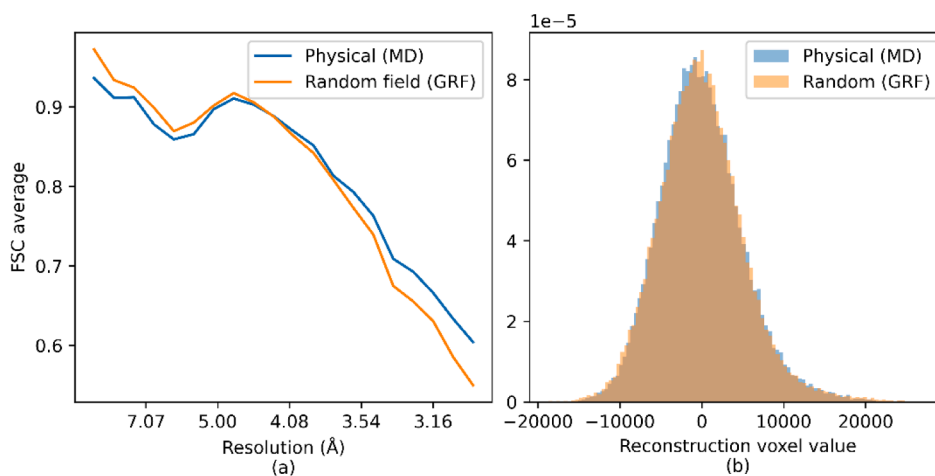 Physical (MD)
Random field (GRF)
FSC average
0.9
0.8
0.7
0.6
7.07 5.00 4.08 3.54 3.16
Resolution (Å)
(a)
1e−5
Physical (MD)
Random (GRF)
8
6
4
2
0
−20000 −10000 0 10000 20000
Reconstruction voxel value
(b)